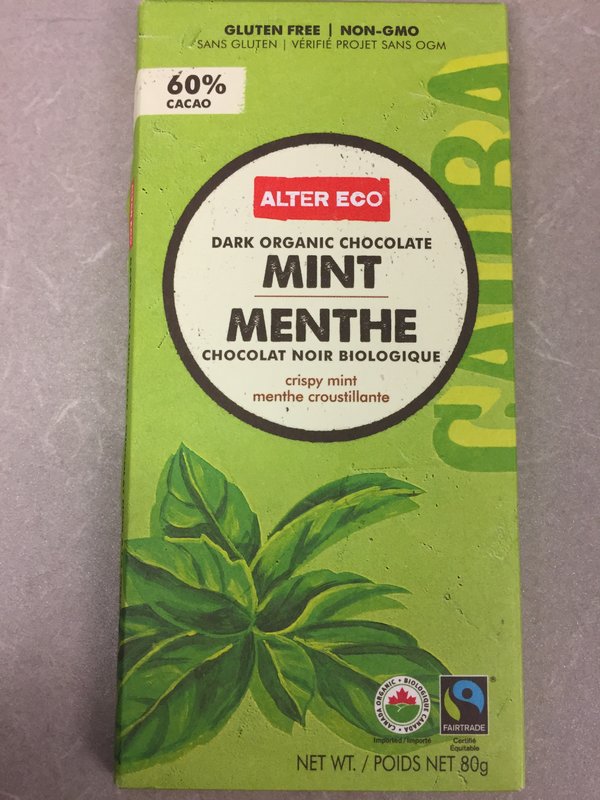 GLUTEN FREE | NON-GMO
SANS GLUTEN | VÉRIFIÉ PROJET SANS OGM
60%
CACAO
ALTER ECO
DARK ORGANIC CHOCOLATE
MINT
MENTHE
CHOCOLAT NOIR BIOLOGIQUE
crispy mint
menthe croustillante
CANADA ORGANIC • BIOLOGIQUE CANADA •
Imported/Importé
FAIRTRADE
®
Certifié
Équitable
NET WT. / POIDS NET 80g